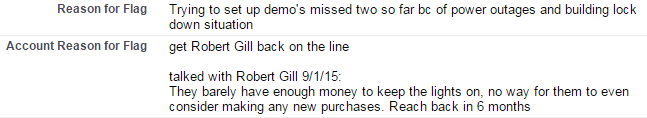 Reason for Flag Trying to set up demo's missed two so far bc of power outages and building lock
down situation
Account Reason for Flag get Robert Gill back on the line
talked with Robert Gill 9/1/15:
They barely have enough money to keep the lights on, no way for them to even
consider making any new purchases. Reach back in 6 months